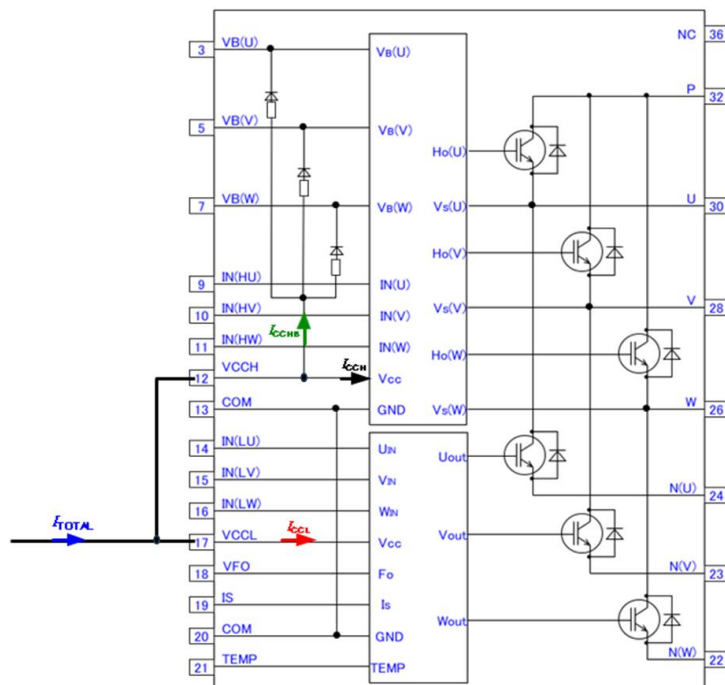 3 VB(U) VB(U) NC 36
P 32
5 VB(V) VB(V) Ho(U)
7 VB(W) VB(W) Vs(U) U 30
Ho(V)
9 IN(HU) IN(U)
10 IN(HV) ICCHB IN(V) Vs(V) V 28
11 IN(HW) IN(W) Ho(W)
12 VCCH ICCH Vcc
13 COM GND Vs(W) W 26
14 IN(LU) UIN Uout
15 IN(LV) VIN N(U) 24
16 IN(LW) WIN
ITOTAL 17 VCCL ICCL Vcc Vout
18 VFO Fo N(V) 23
19 IS Is
20 COM GND Wout
21 TEMP TEMP N(W) 22